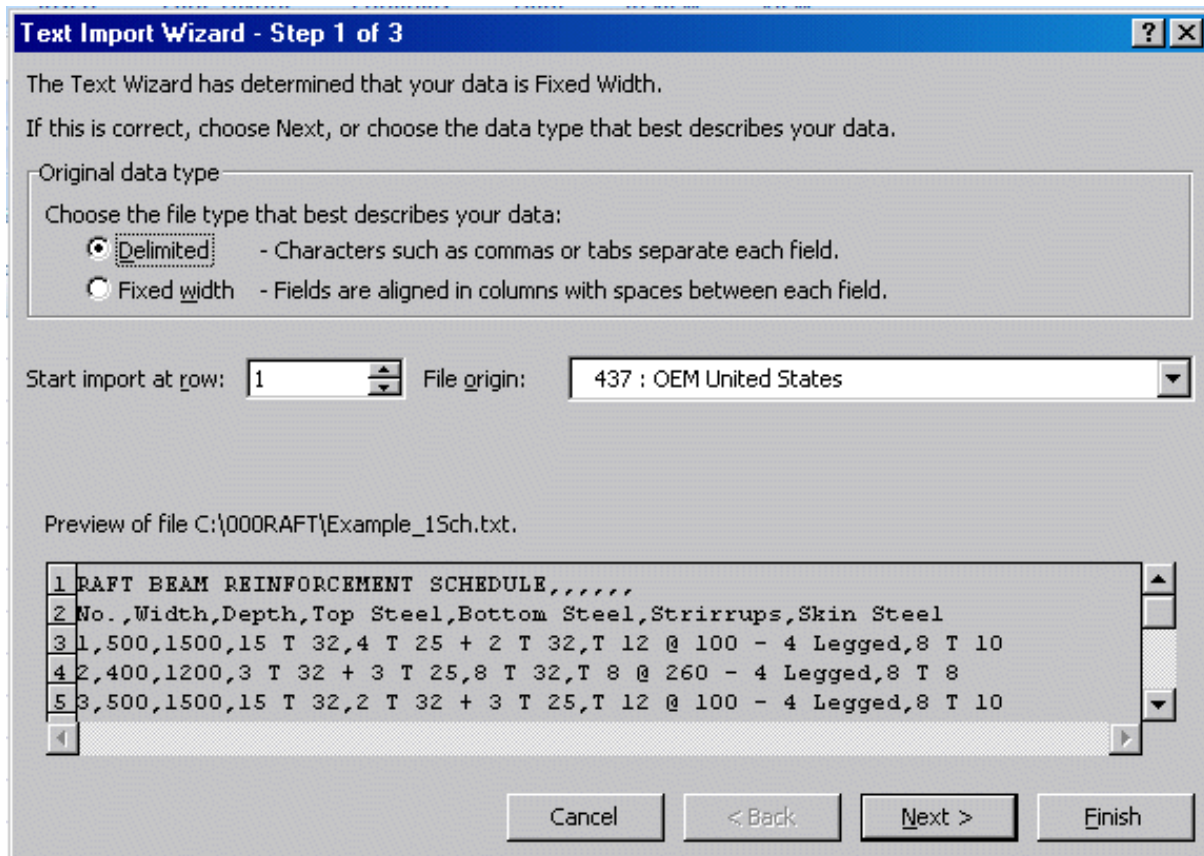 Text Import Wizard - Step 1 of 3
The Text Wizard has determined that your data is Fixed Width.
If this is correct, choose Next, or choose the data type that best describes your data.
Original data type
Choose the file type that best describes your data:
Delimited - Characters such as commas or tabs separate each field.
Fixed width - Fields are aligned in columns with spaces between each field.
Start import at row: 1 File origin: 437 : OEM United States
Preview of file C:\000RAFT\Example_1Sch.txt.
1 RAFT BEAM REINFORCEMENT SCHEDULE,,,,,,
2 No.,Width,Depth,Top Steel,Bottom Steel,Strirrups,Skin Steel
3 1,500,1500,15 T 32,4 T 25 + 2 T 32,T 12 @ 100 - 4 Legged,8 T 10
4 2,400,1200,3 T 32 + 3 T 25,8 T 32,T 8 @ 260 - 4 Legged,8 T 8
5 3,500,1500,15 T 32,2 T 32 + 3 T 25,T 12 @ 100 - 4 Legged,8 T 10
Cancel < Back Next > Finish